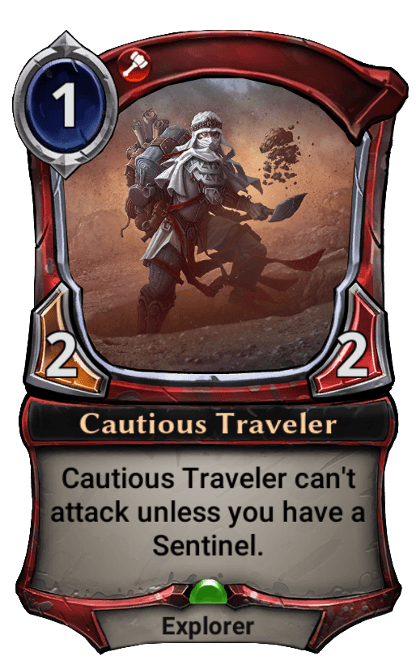 1
2
2
Cautious Traveler
Cautious Traveler can't
attack unless you have a
Sentinel.
Explorer